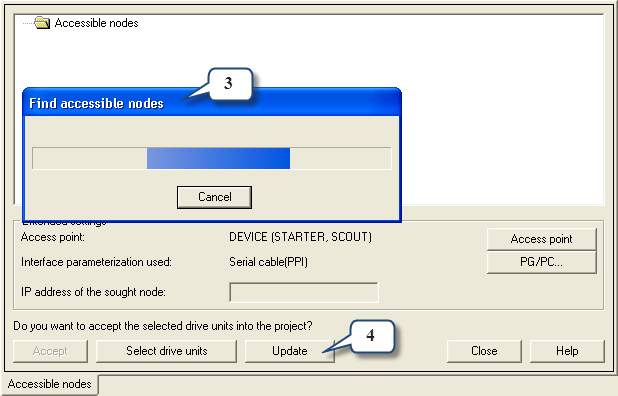 Accessible nodes
3
Find accessible nodes
Cancel
Extended settings
Access point: DEVICE (STARTER, SCOUT) Access point
Interface parameterization used: Serial cable(PPI) PG/PC...
IP address of the sought node:
Do you want to accept the selected drive units into the project?
4
Accept Select drive units Update Close Help
Accessible nodes